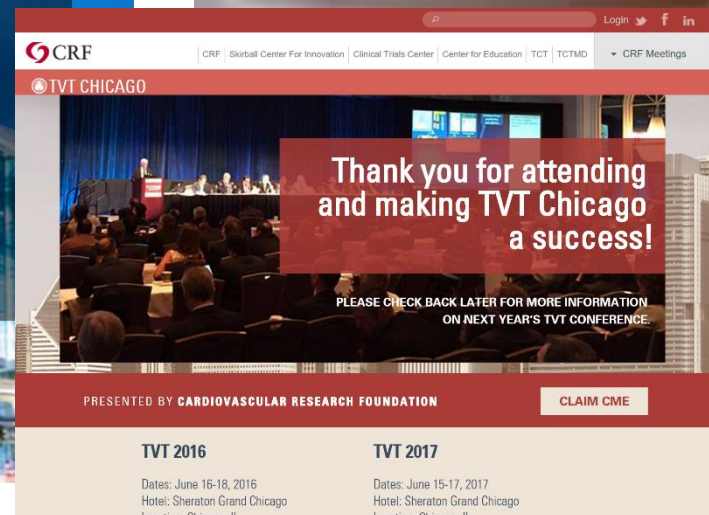 Login
CRF
CRF Skirball Center For Innovation Clinical Trials Center Center for Education TCT TCTMD CRF Meetings
TVT CHICAGO
Thank you for attending
and making TVT Chicago
a success!
PLEASE CHECK BACK LATER FOR MORE INFORMATION
ON NEXT YEAR'S TVT CONFERENCE.
PRESENTED BY CARDIOVASCULAR RESEARCH FOUNDATION
CLAIM CME
TVT 2016
Dates: June 16-18, 2016
Hotel: Sheraton Grand Chicago
TVT 2017
Dates: June 15-17, 2017
Hotel: Sheraton Grand Chicago